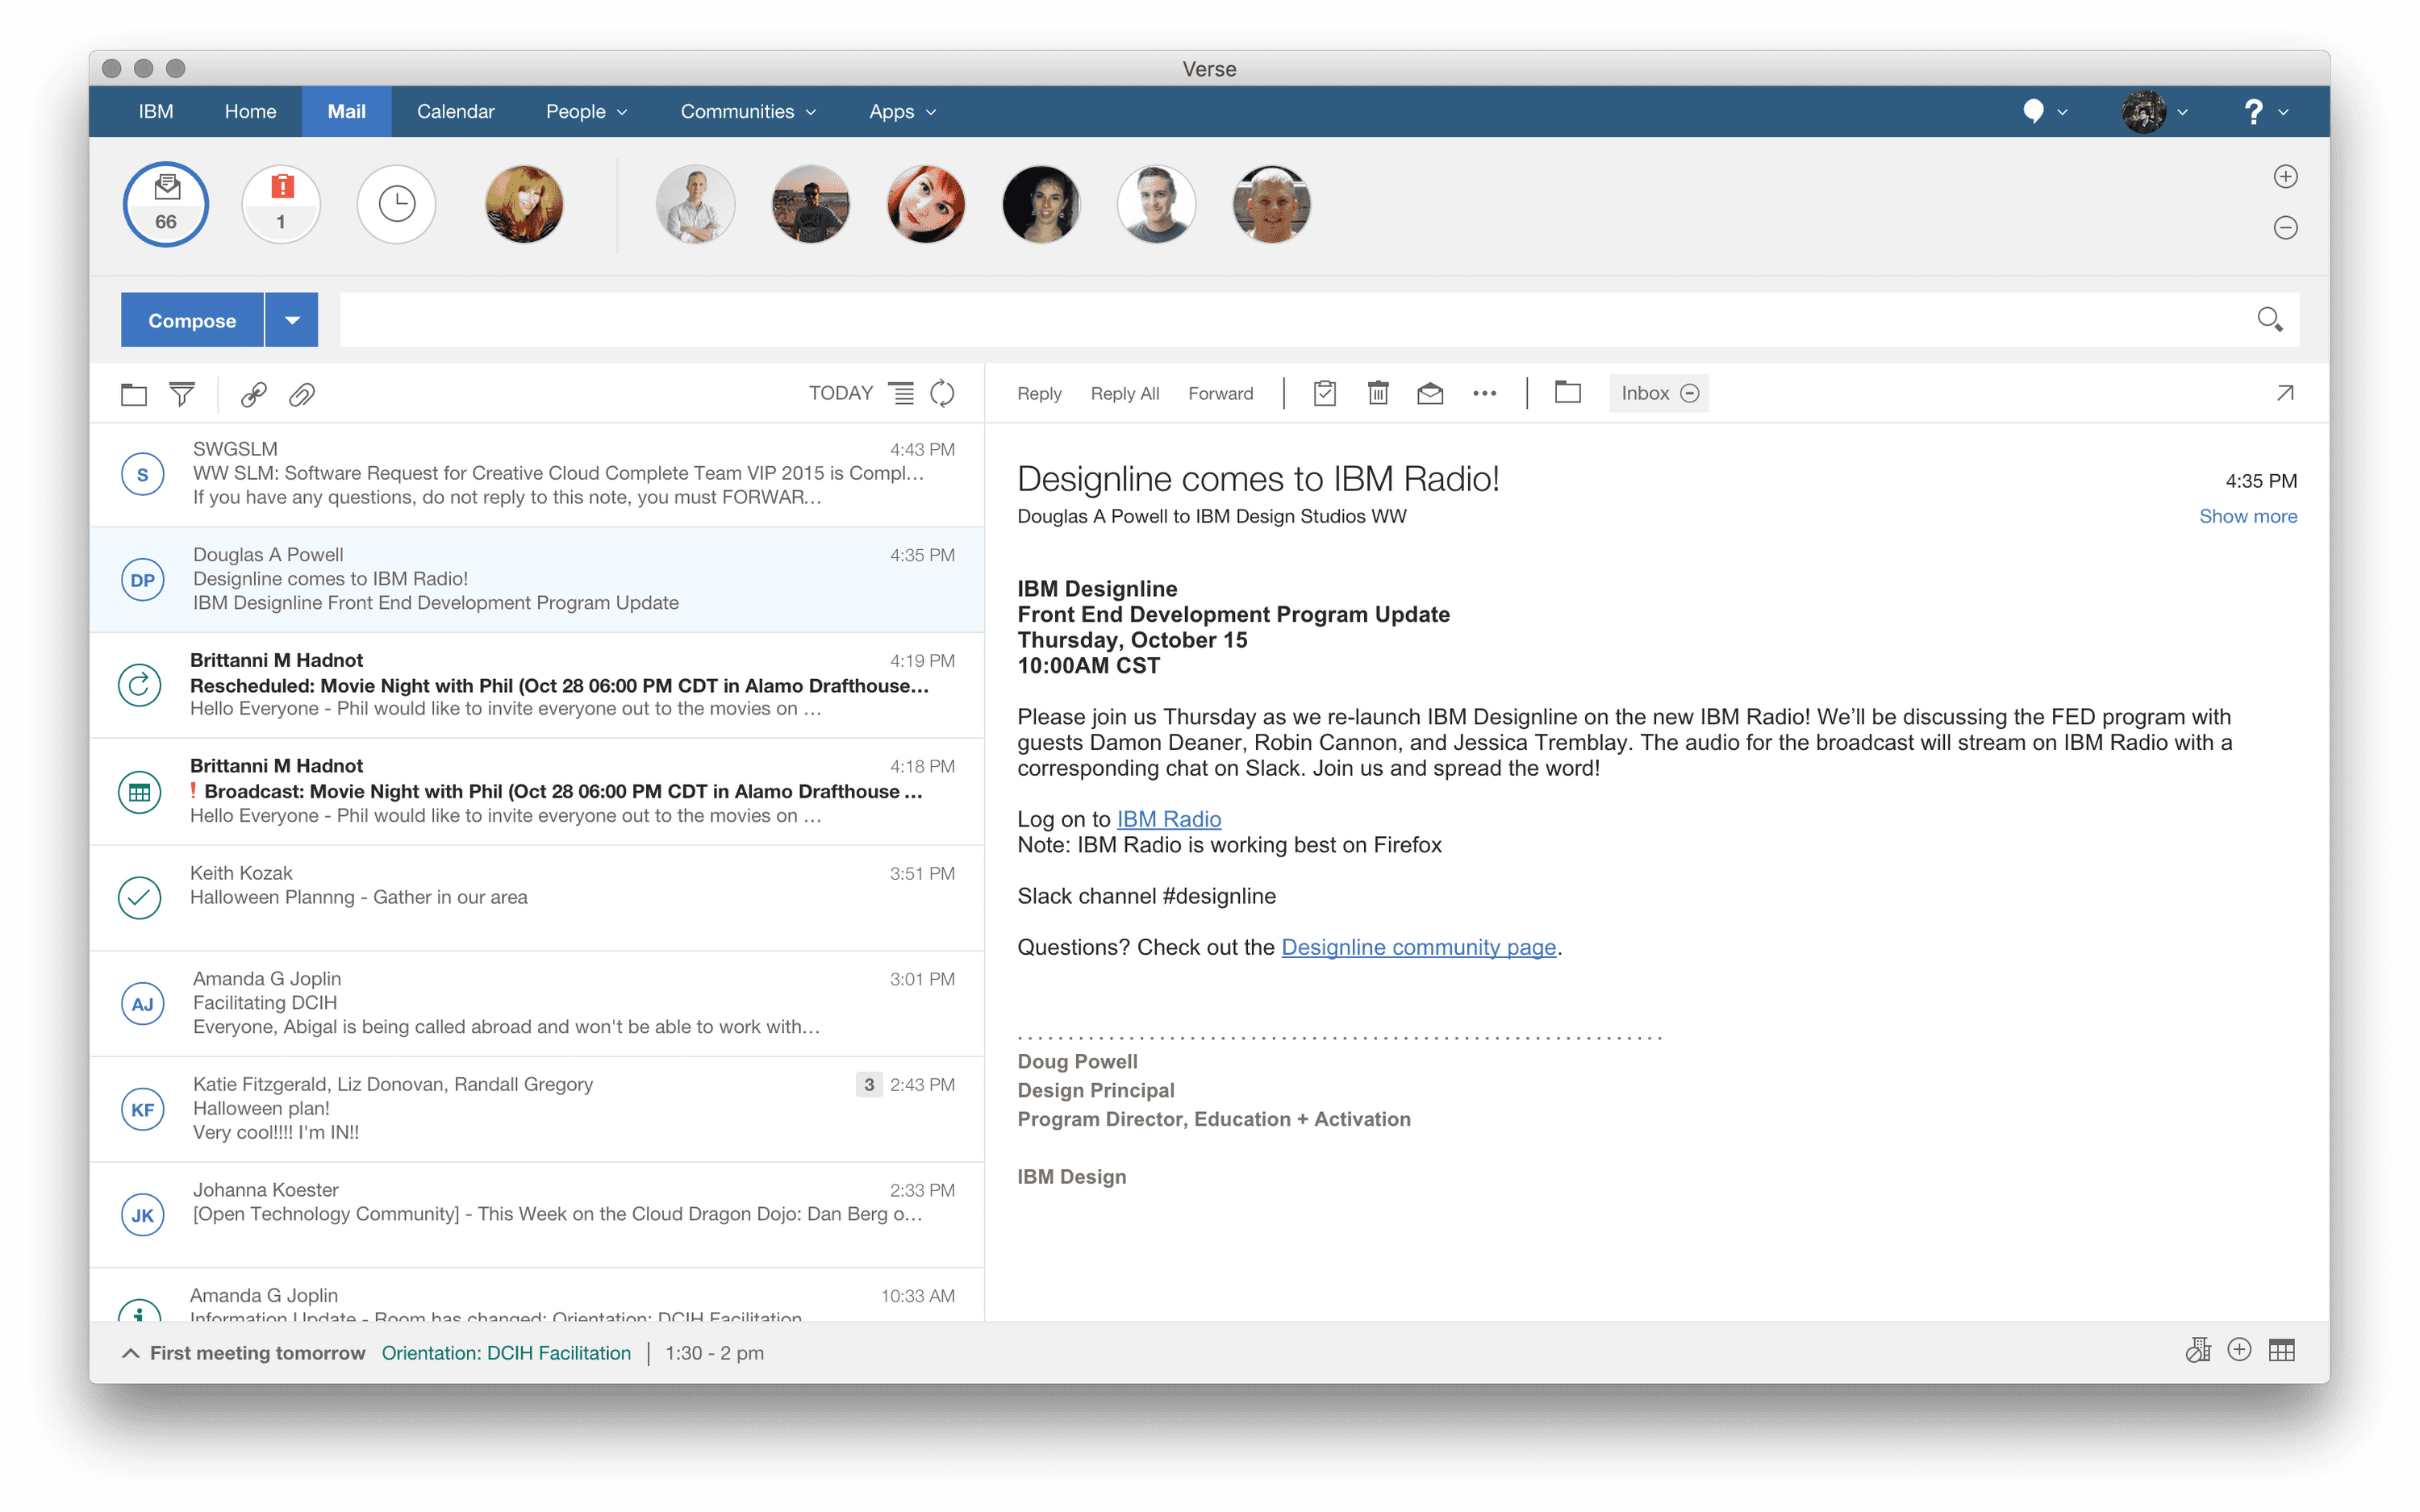 Verse
IBM Home Mail Calendar People Communities Apps ?
66
1
Compose
TODAY
SWGSLM 4:43 PM
WW SLM: Software Request for Creative Cloud Complete Team VIP 2015 is Compl...
If you have any questions, do not reply to this note, you must FORWAR...
S
Douglas A Powell 4:35 PM
Designline comes to IBM Radio!
IBM Designline Front End Development Program Update
DP
Brittanni M Hadnot 4:19 PM
Rescheduled: Movie Night with Phil (Oct 28 06:00 PM CDT in Alamo Drafthouse...
Hello Everyone - Phil would like to invite everyone out to the movies on ...
Brittanni M Hadnot 4:18 PM
! Broadcast: Movie Night with Phil (Oct 28 06:00 PM CDT in Alamo Drafthouse ...
Hello Everyone - Phil would like to invite everyone out to the movies on ...
Keith Kozak 3:51 PM
Halloween Plannng - Gather in our area
Amanda G Joplin 3:01 PM
Facilitating DCIH
Everyone, Abigal is being called abroad and won't be able to work with...
AJ
Katie Fitzgerald, Liz Donovan, Randall Gregory 3 2:43 PM
Halloween plan!
Very cool!!!! I'm IN!!
KF
Johanna Koester 2:33 PM
[Open Technology Community] - This Week on the Cloud Dragon Dojo: Dan Berg o...
JK
Amanda G Joplin 10:33 AM
Information Update - Room has changed: Orientation: DCIH Facilitation
Reply Reply All Forward Inbox
Designline comes to IBM Radio! 4:35 PM
Douglas A Powell to IBM Design Studios WW Show more
IBM Designline
Front End Development Program Update
Thursday, October 15
10:00AM CST
Please join us Thursday as we re-launch IBM Designline on the new IBM Radio! We’ll be discussing the FED program with
guests Damon Deaner, Robin Cannon, and Jessica Tremblay. The audio for the broadcast will stream on IBM Radio with a
corresponding chat on Slack. Join us and spread the word!
Log on to IBM Radio
Note: IBM Radio is working best on Firefox
Slack channel #designline
Questions? Check out the Designline community page.
Doug Powell
Design Principal
Program Director, Education + Activation
IBM Design
First meeting tomorrow Orientation: DCIH Facilitation | 1:30 - 2 pm